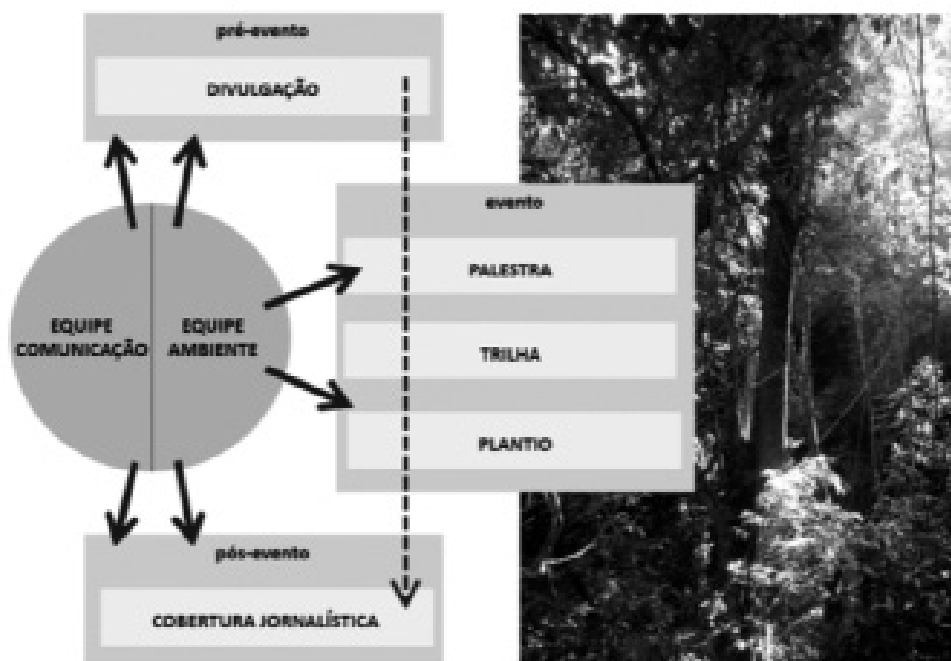 pré-evento
DIVULGAÇÃO
evento
PALESTRA
EQUIPE
COMUNICAÇÃO
EQUIPE
AMBIENTE
TRILHA
PLANTIO
pós-evento
COBERTURA JORNALÍSTICA